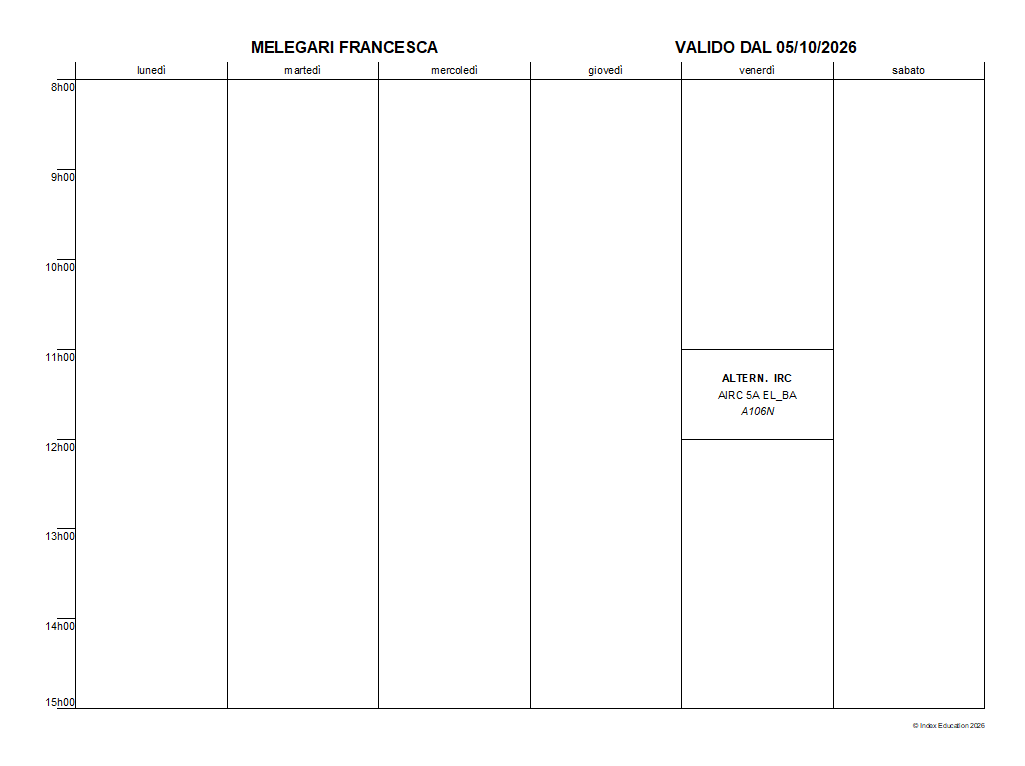 MELEGARI FRANCESCA
VALIDO DAL 05/10/2026
lunedì
martedì
mercoledì
giovedì
venerdì
sabato
8h00
9h00
10h00
11h00
ALTERN. IRC
AIRC 5A EL_BA
A106N
12h00
13h00
14h00
15h00
© Index Education 2026